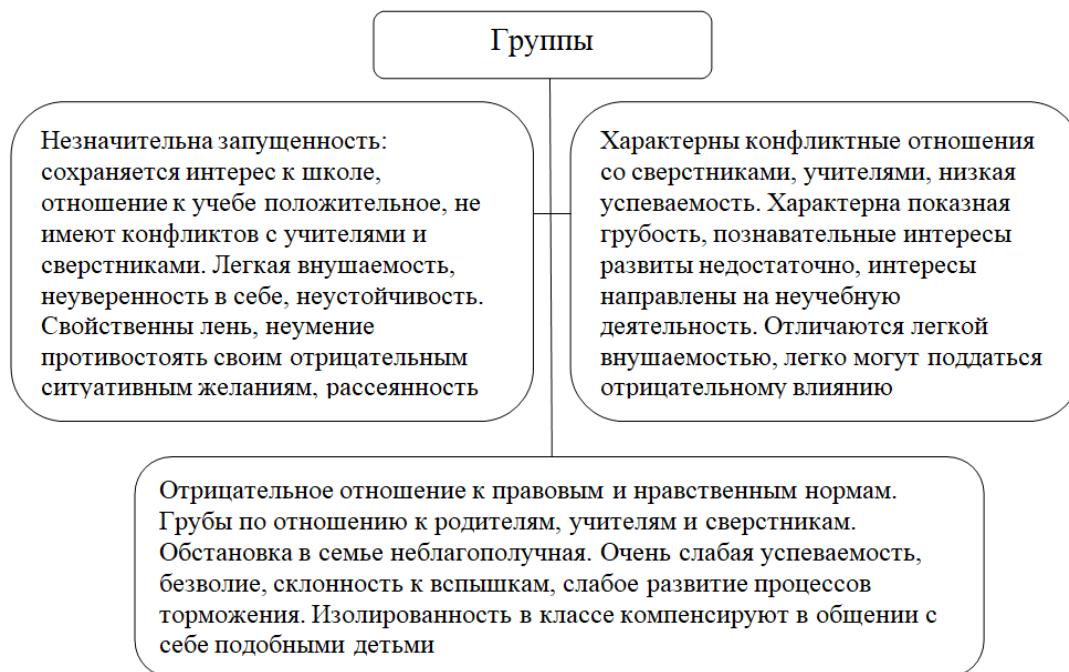 Группы
Незначительна запущенность:
сохраняется интерес к школе,
отношение к учебе положительное, не
имеют конфликтов с учителями и
сверстниками. Легкая внушаемость,
неуверенность в себе, неустойчивость.
Свойственны лень, неумение
противостоять своим отрицательным
ситуативным желаниям, рассеянность
Характерны конфликтные отношения
со сверстниками, учителями, низкая
успеваемость. Характерна показная
грубость, познавательные интересы
развиты недостаточно, интересы
направлены на неучебную
деятельность. Отличаются легкой
внушаемостью, легко могут поддаться
отрицательному влиянию
Отрицательное отношение к правовым и нравственным нормам.
Грубы по отношению к родителям, учителям и сверстникам.
Обстановка в семье неблагополучная. Очень слабая успеваемость,
безволие, склонность к вспышкам, слабое развитие процессов
торможения. Изолированность в классе компенсируют в общении с
себе подобными детьми